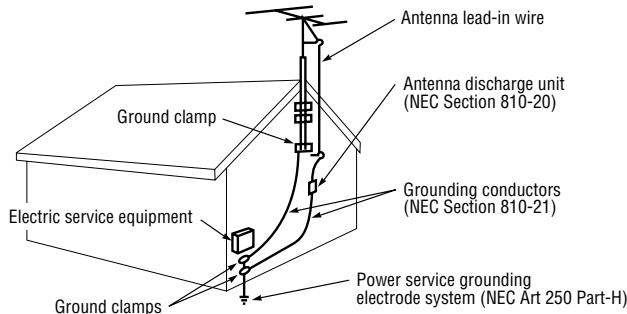 Antenna lead-in wire
Antenna discharge unit
(NEC Section 810-20)
Ground clamp
Grounding conductors
(NEC Section 810-21)
Electric service equipment
Power service grounding
electrode system (NEC Art 250 Part-H)
Ground clamps